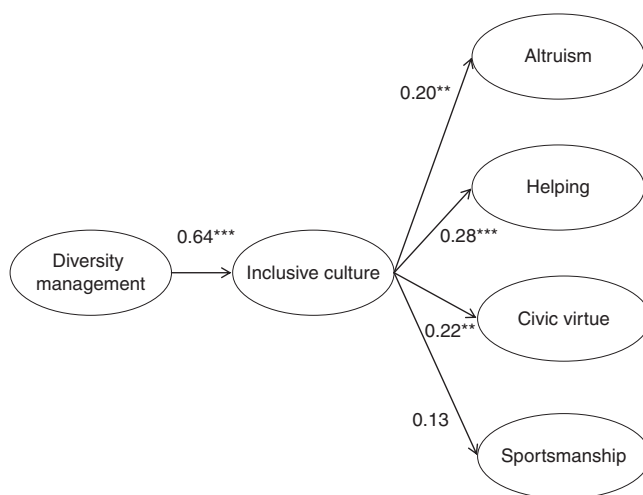 Altruism
0.20**
Helping
0.64***
0.28***
Diversity
management
Inclusive culture
Civic virtue
0.22**
0.13
Sportsmanship